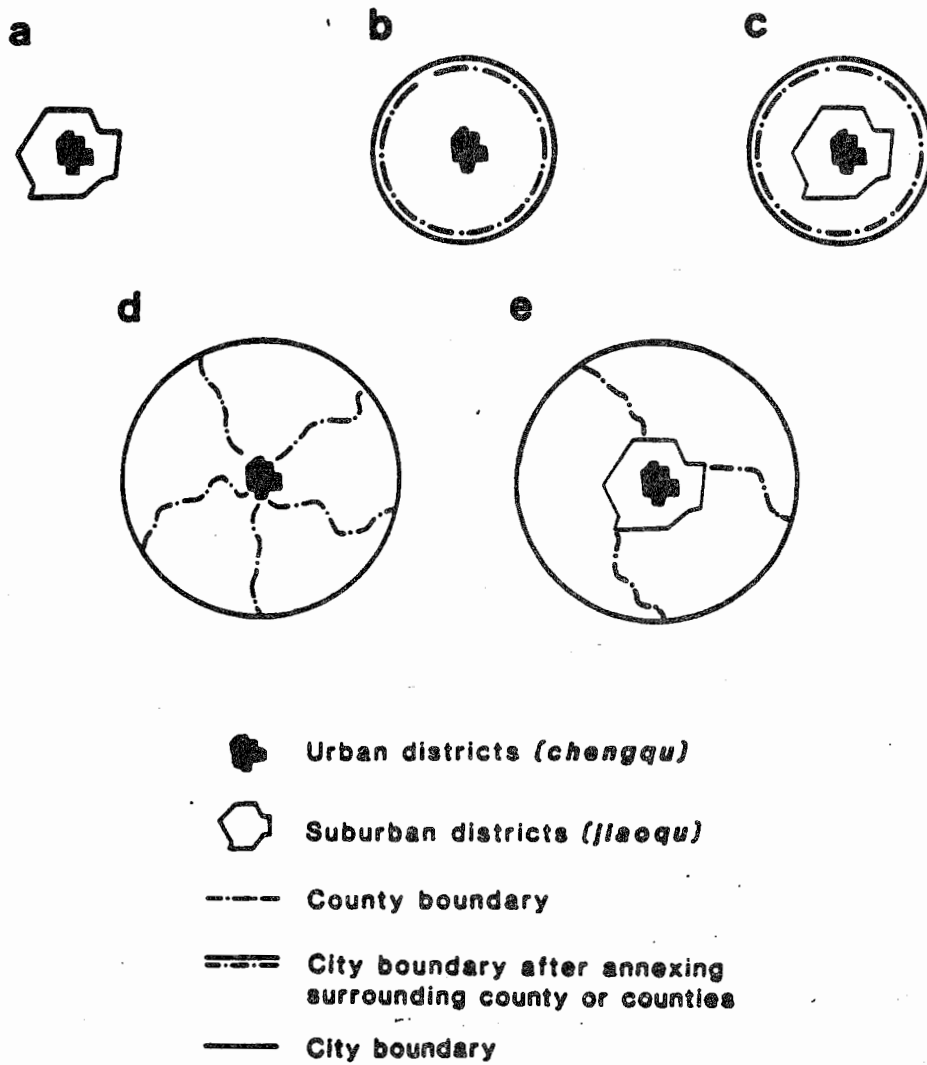 a
b
c
d
e
Urban districts (chengqu)
Suburban districts (jiaoqu)
County boundary
City boundary after annexing
surrounding county or counties
City boundary